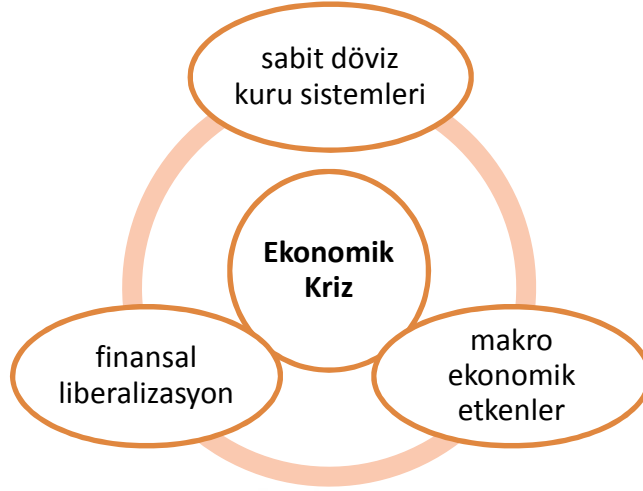 sabit döviz
kuru sistemleri
Ekonomik
Kriz
finansal
liberalizasyon
makro
ekonomik
etkenler